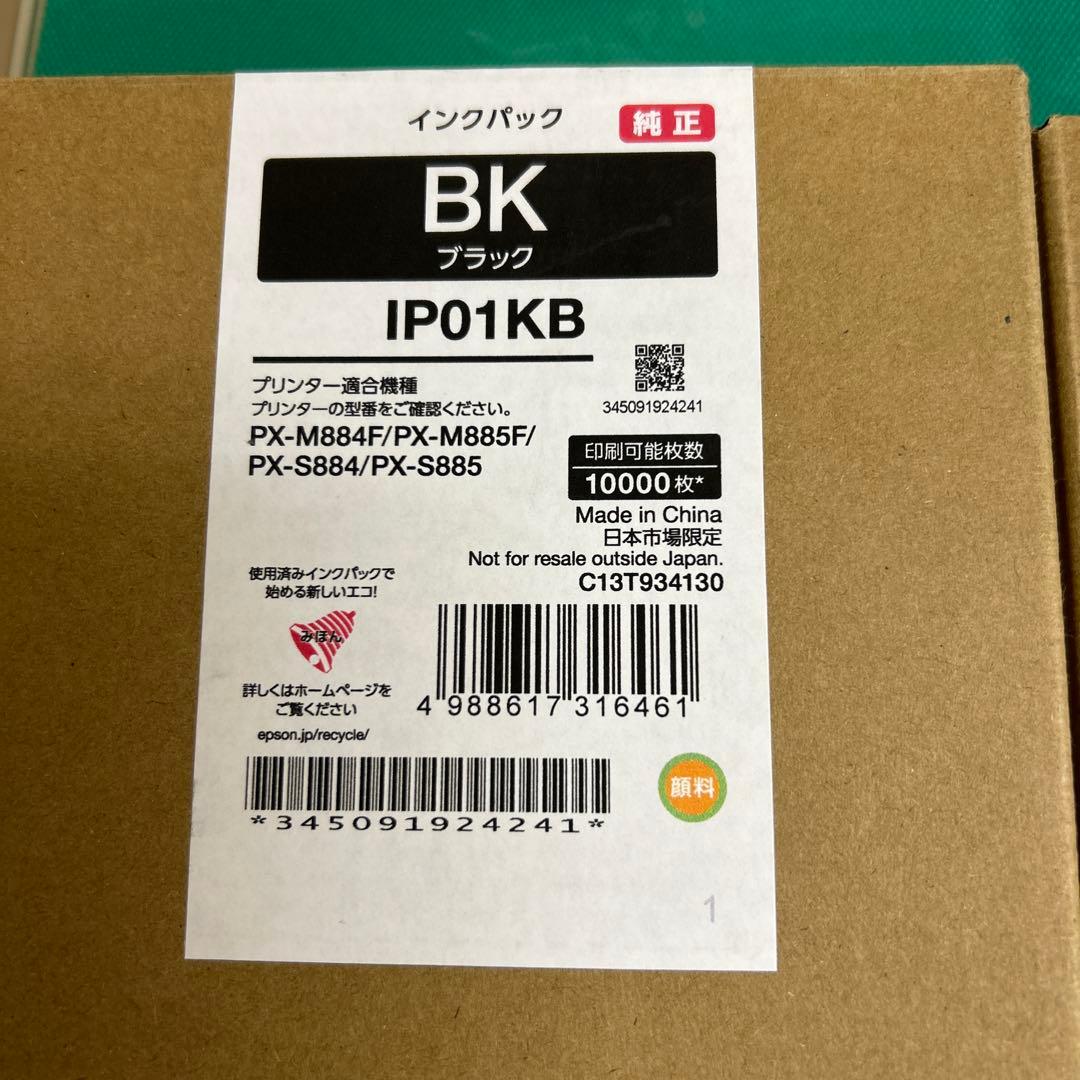 インクパック
純正
BK
ブラック
IP01KB
プリンター適合機種
プリンターの型番をご確認ください。
PX-M884F/PX-M885F/
PX-S884/PX-S885
345091924241
印刷可能枚数
10000枚*
Made in China
日本市場限定
Not for resale outside Japan.
C13T934130
使用済みインクパックで
始める新しいエコ!
みほん
詳しくはホームページを
ご覧ください
epson.jp/recycle/
4 988617 316461
*345091924241*
顔料
1